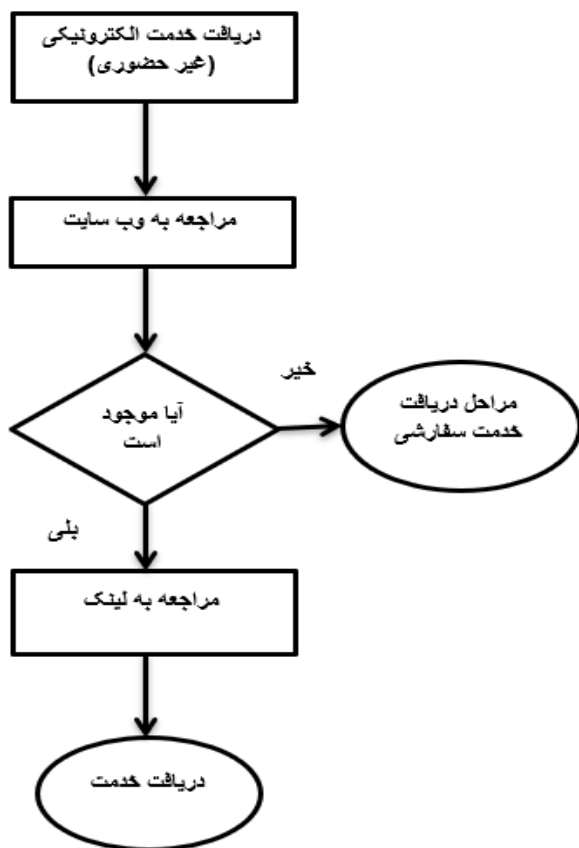 دریافت خدمت الکترونیکی
(غیر حضوری)
مراجعه به وب سایت
آیا موجود
است
خیر
مراحل دریافت
خدمت سفارشی
بلی
مراجعه به لینک
دریافت خدمت